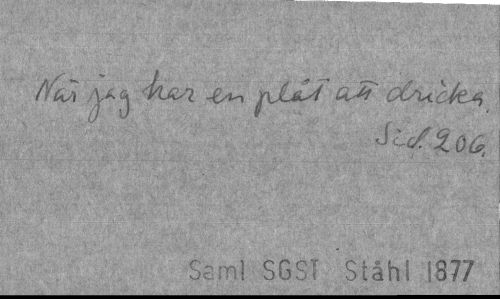 När jag har en plåt att dricka.
Sid. 206.
Saml SGST Ståhl 1877